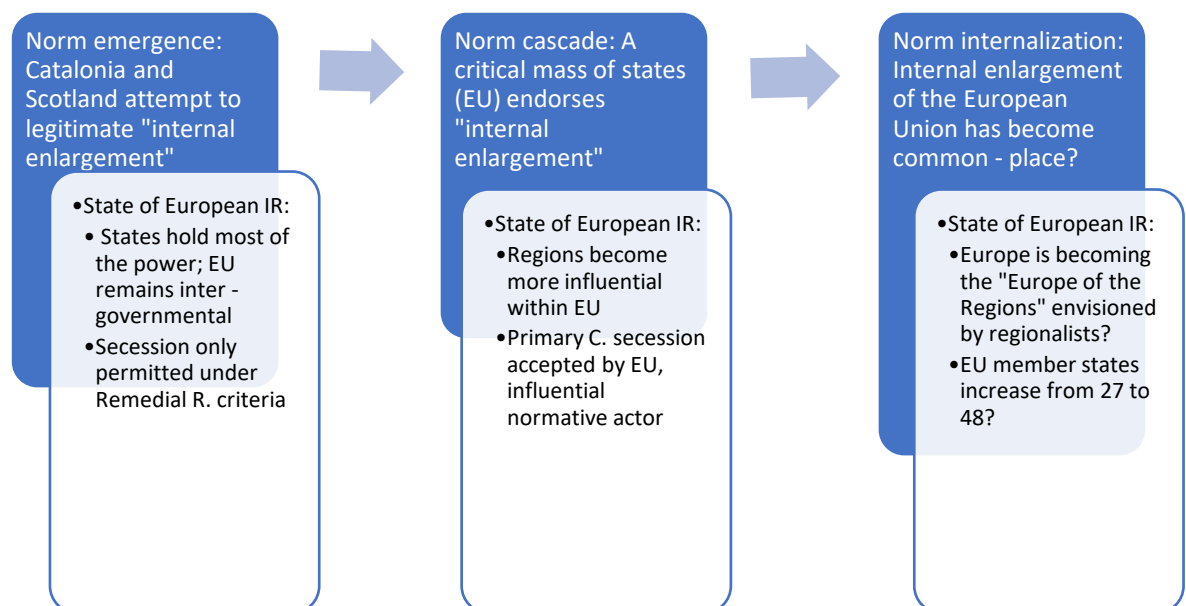 Norm emergence:
Catalonia and
Scotland attempt to
legitimate "internal
enlargement"
•State of European IR:
• States hold most of
the power; EU
remains inter -
governmental
•Secession only
permitted under
Remedial R. criteria
Norm cascade: A
critical mass of states
(EU) endorses
"internal
enlargement"
•State of European IR:
•Regions become
more influential
within EU
•Primary C. secession
accepted by EU,
influential
normative actor
Norm internalization:
Internal enlargement
of the European
Union has become
common - place?
•State of European IR:
•Europe is becoming
the "Europe of the
Regions" envisioned
by regionalists?
•EU member states
increase from 27 to
48?